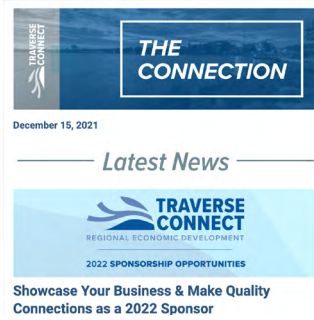 TRAVERSE
CONNECT
THE
CONNECTION
December 15, 2021
Latest News
TRAVERSE
CONNECT
REGIONAL ECONOMIC DEVELOPMENT
2022 SPONSORSHIP OPPORTUNITIES
Showcase Your Business & Make Quality
Connections as a 2022 Sponsor